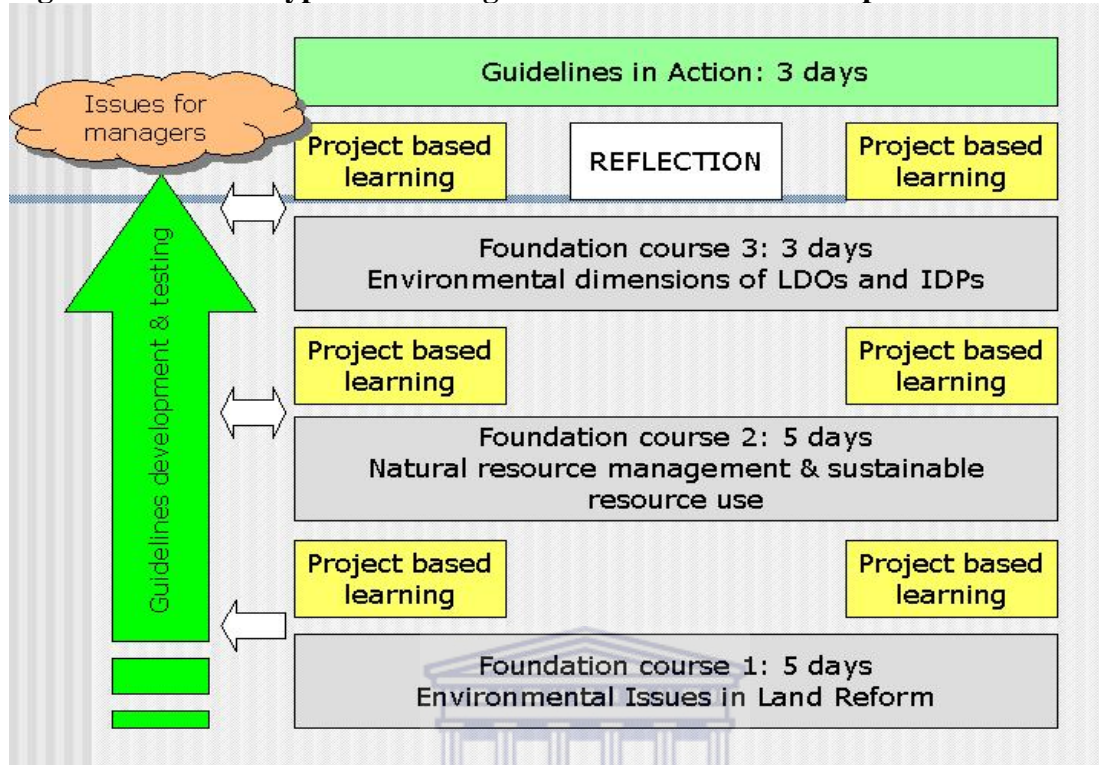 Guidelines in Action: 3 days
Issues for
managers
Project based
learning
REFLECTION
Project based
learning
Foundation course 3: 3 days
Environmental dimensions of LDOs and IDPs
Project based
learning
Project based
learning
Foundation course 2: 5 days
Natural resource management & sustainable
resource use
Project based
learning
Project based
learning
Foundation course 1: 5 days
Environmental Issues in Land Reform
Guidelines development & testing